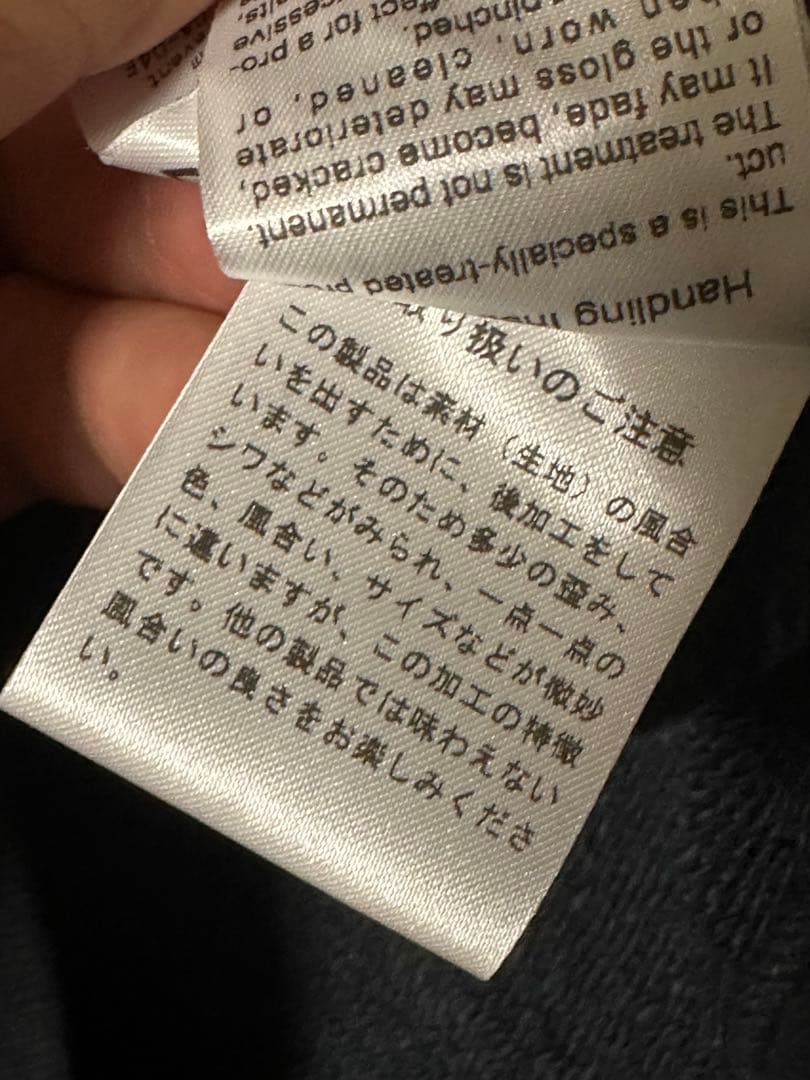 り扱いのご注意
この製品は素材（生地）の風合
いを出すために、後加工をして
います。そのため多少の歪み、
シワなどがみられ、一点一点の
色、風合い、サイズなどが微妙
に違いますが、この加工の特徴
です。他の製品では味わえない
風合いの良さをお楽しみくださ
い。
Handling
This is a specially-treated
uct.
The treatment is not permanent.
It may fade, become cracked,
or the gloss may deteriorate
worn, cleaned, or
pinched.
for a pro-